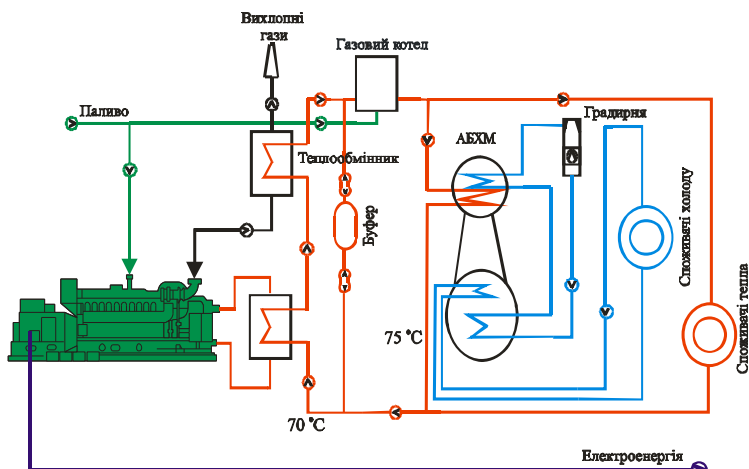 Вихлопні
гази
Газовий котел
Паливо
Градирня
АБХМ
Теплообмінник
Буфер
Споживачі холоду
Споживачі тепла
75 °C
70 °C
Електроенергія